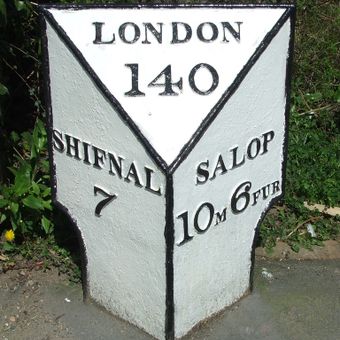 LONDON
140
SHIFNAL
7
SALOP
10M 6FUR